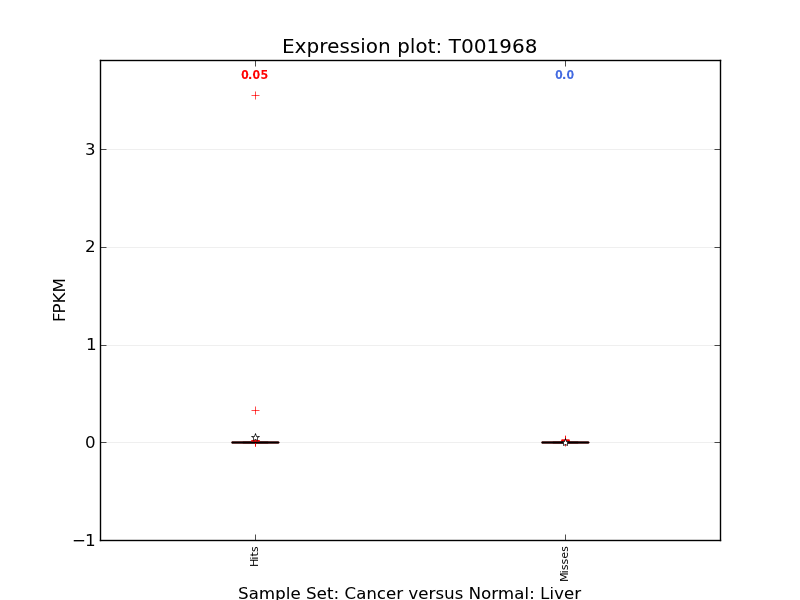 Expression plot: T001968
0.05
0.0
3
2
1
0
−1
FPKM
Hits
Misses
Sample Set: Cancer versus Normal: Liver